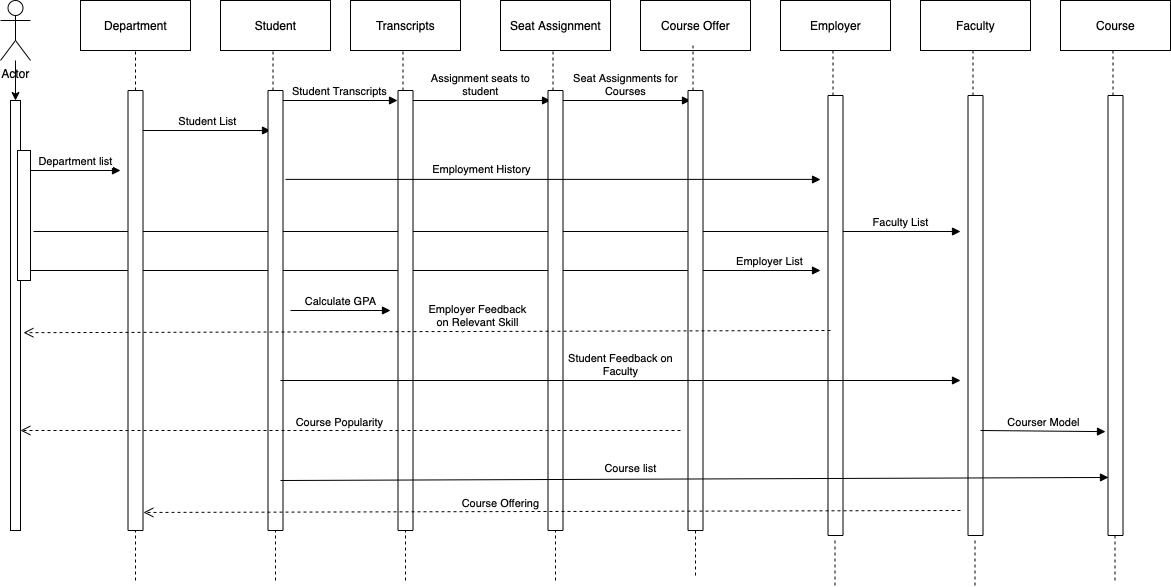 Department
Student
Transcripts
Seat Assignment
Course Offer
Employer
Faculty
Course
Actor
Student Transcripts
Assignment seats to
student
Seat Assignments for
Courses
Student List
Department list
Employment History
Faculty List
Employer List
Calculate GPA
Employer Feedback
on Relevant Skill
Student Feedback on
Faculty
Course Popularity
Courser Model
Course list
Course Offering